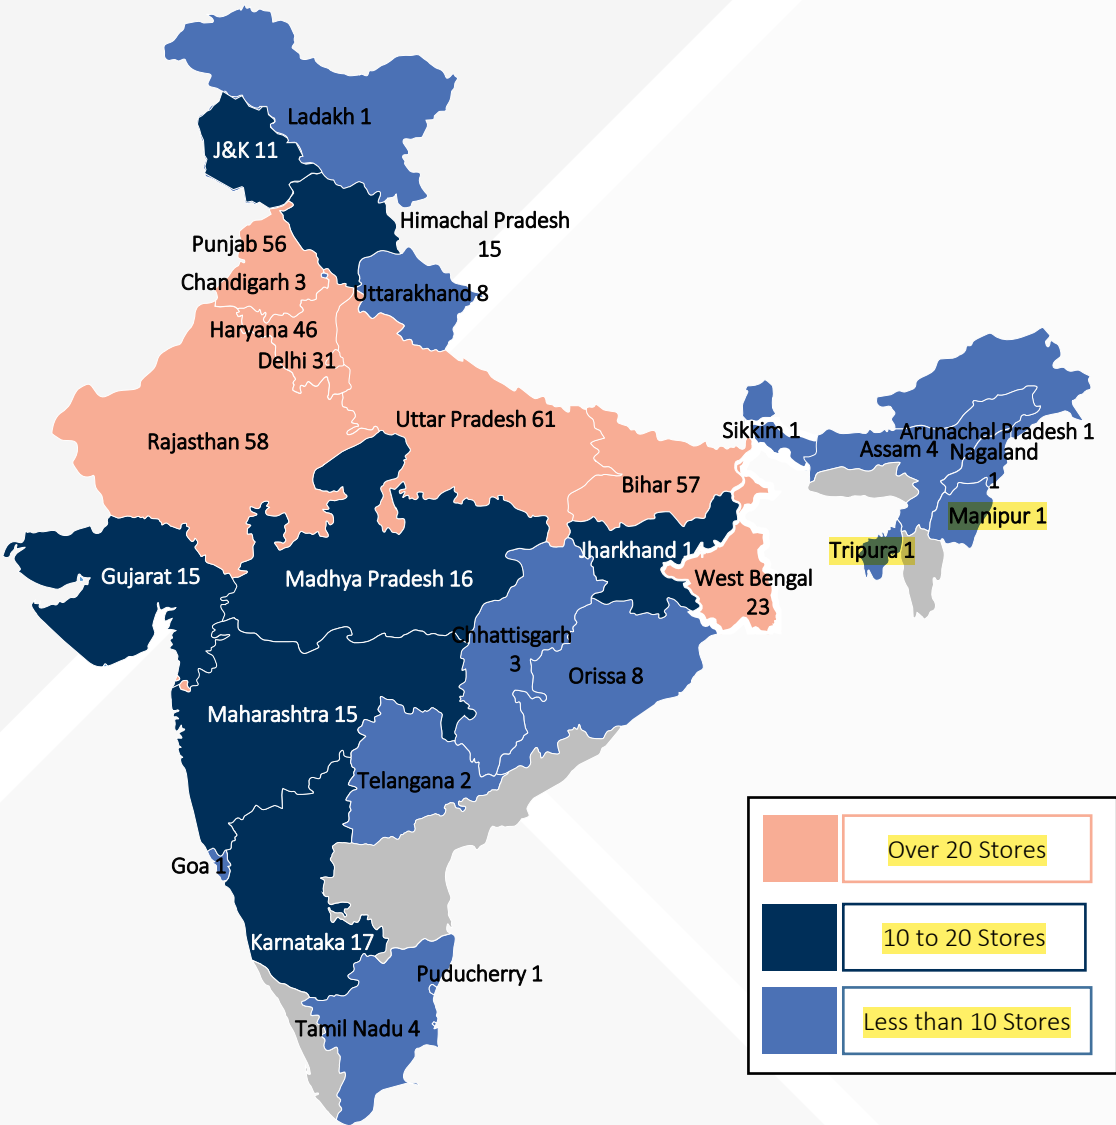 Ladakh 1
J&K 11
Himachal Pradesh
15
Punjab 56
Chandigarh 3
Uttarakhand 8
Haryana 46
Delhi 31
Uttar Pradesh 61
Rajasthan 58
Sikkim 1
Arunachal Pradesh 1
Assam 4
Nagaland
1
Bihar 57
Manipur 1
Tripura 1
Jharkhand 14
Gujarat 15
Madhya Pradesh 16
West Bengal
23
Chhattisgarh
3
Orissa 8
Maharashtra 15
Telangana 2
Goa 1
Karnataka 17
Puducherry 1
Tamil Nadu 4
Over 20 Stores
10 to 20 Stores
Less than 10 Stores